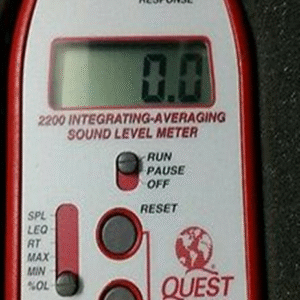 RESPONSE
0.0
2200 INTEGRATING-AVERAGING
SOUND LEVEL METER
RUN
PAUSE
OFF
SPL
LEQ
RT
MAX
MIN
%OL
RESET
QUEST